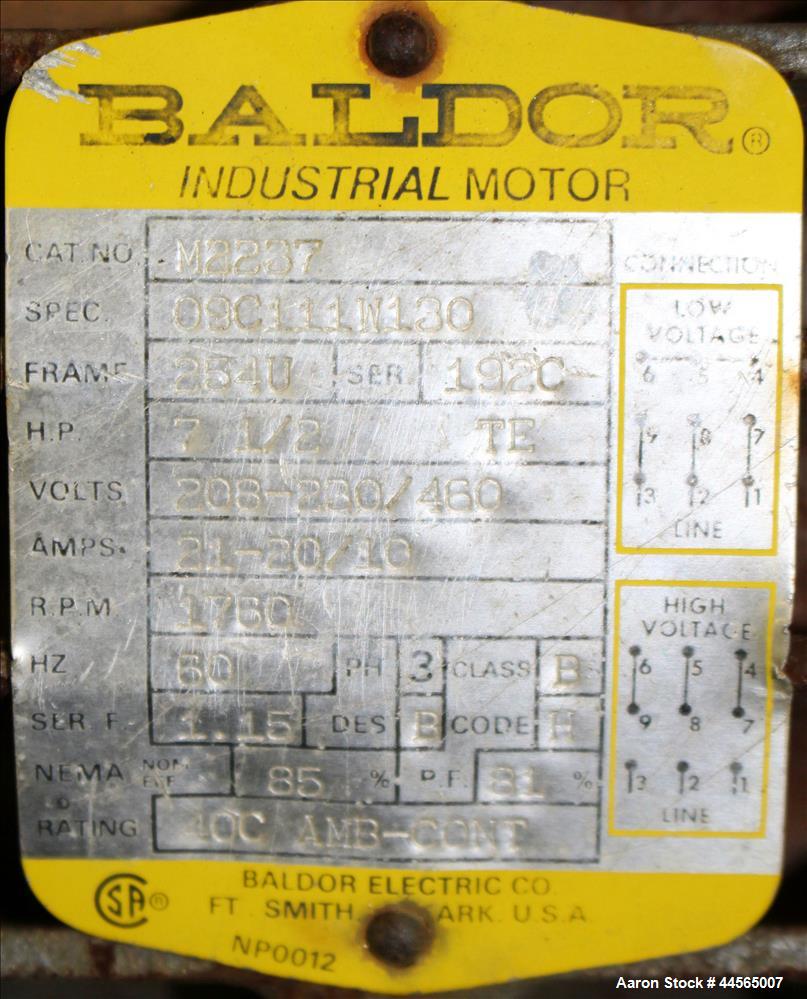 BALDOR®
INDUSTRIAL MOTOR
CAT. NO. M2237
SPEC. 09C111W130
FRAME 254U SER. 192C
H.P. 7 1/2 TE
VOLTS 208-230/460
AMPS. 21-20/10
R.P.M. 1760
HZ 60 PH 3 CLASS B
SER. F. 1.15 DES B CODE H
NEMA NOM. EFF. 85 % P.F. 81 %
RATING 40C AMB-CONT
CONNECTION
LOW
VOLTAGE
6 5 4
9 8 7
3 2 1
LINE
HIGH
VOLTAGE
6 5 4
9 8 7
3 2 1
LINE
SA®
BALDOR ELECTRIC CO.
FT. SMITH, ARK. U.S.A.
NP0012
Aaron Stock # 44565007